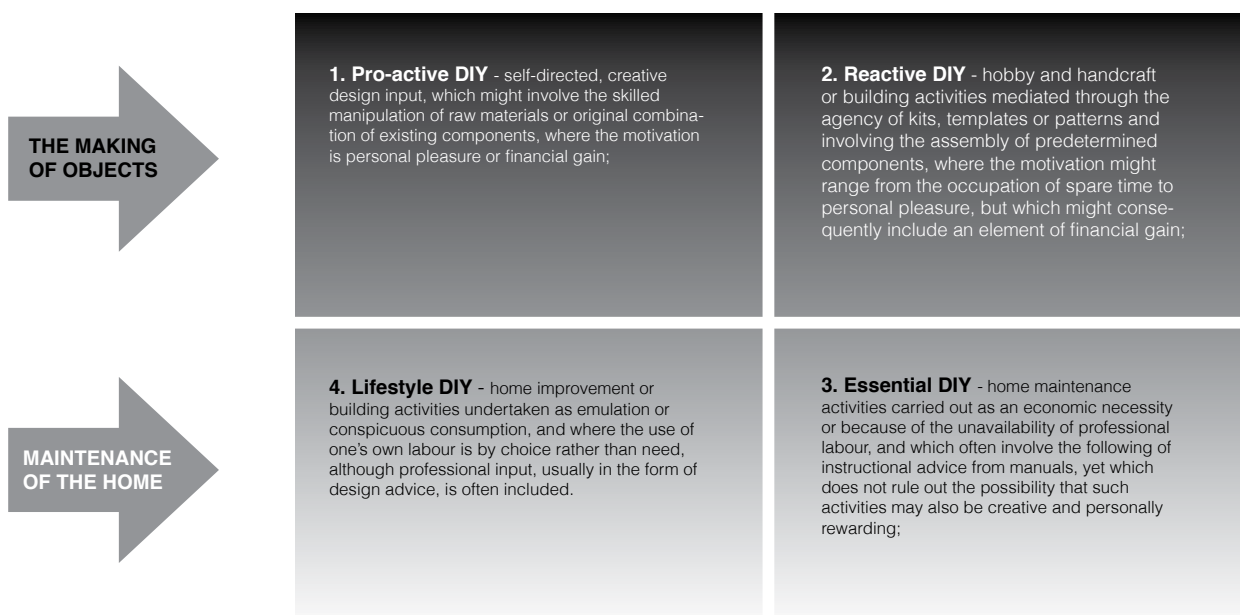 THE MAKING
OF OBJECTS
1. Pro-active DIY - self-directed, creative
design input, which might involve the skilled
manipulation of raw materials or original combina-
tion of existing components, where the motivation
is personal pleasure or financial gain;
2. Reactive DIY - hobby and handcraft
or building activities mediated through the
agency of kits, templates or patterns and
involving the assembly of predetermined
components, where the motivation might
range from the occupation of spare time to
personal pleasure, but which might conse-
quently include an element of financial gain;
MAINTENANCE
OF THE HOME
4. Lifestyle DIY - home improvement or
building activities undertaken as emulation or
conspicuous consumption, and where the use of
one’s own labour is by choice rather than need,
although professional input, usually in the form of
design advice, is often included.
3. Essential DIY - home maintenance
activities carried out as an economic necessity
or because of the unavailability of professional
labour, and which often involve the following of
instructional advice from manuals, yet which
does not rule out the possibility that such
activities may also be creative and personally
rewarding;